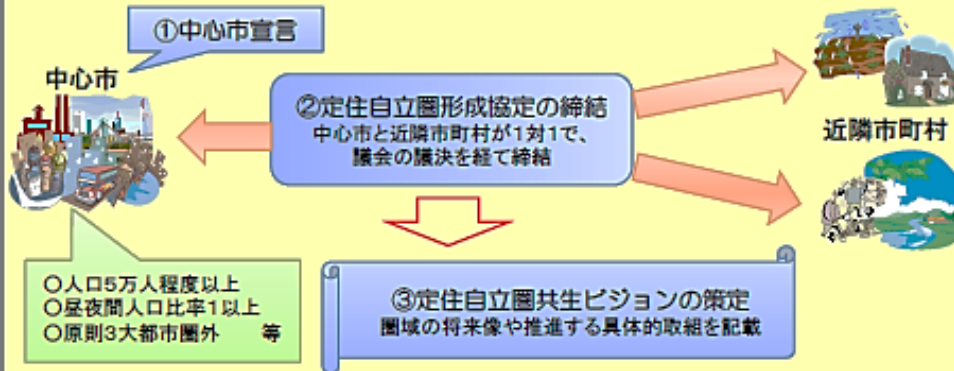 ①中心市宣言
中心市
②定住自立圏形成協定の締結
中心市と近隣市町村が1対1で、
議会の議決を経て締結
近隣市町村
○人口5万人程度以上
○昼夜間人口比率1以上
○原則3大都市圏外　等
③定住自立圏共生ビジョンの策定
圏域の将来像や推進する具体的取組を記載